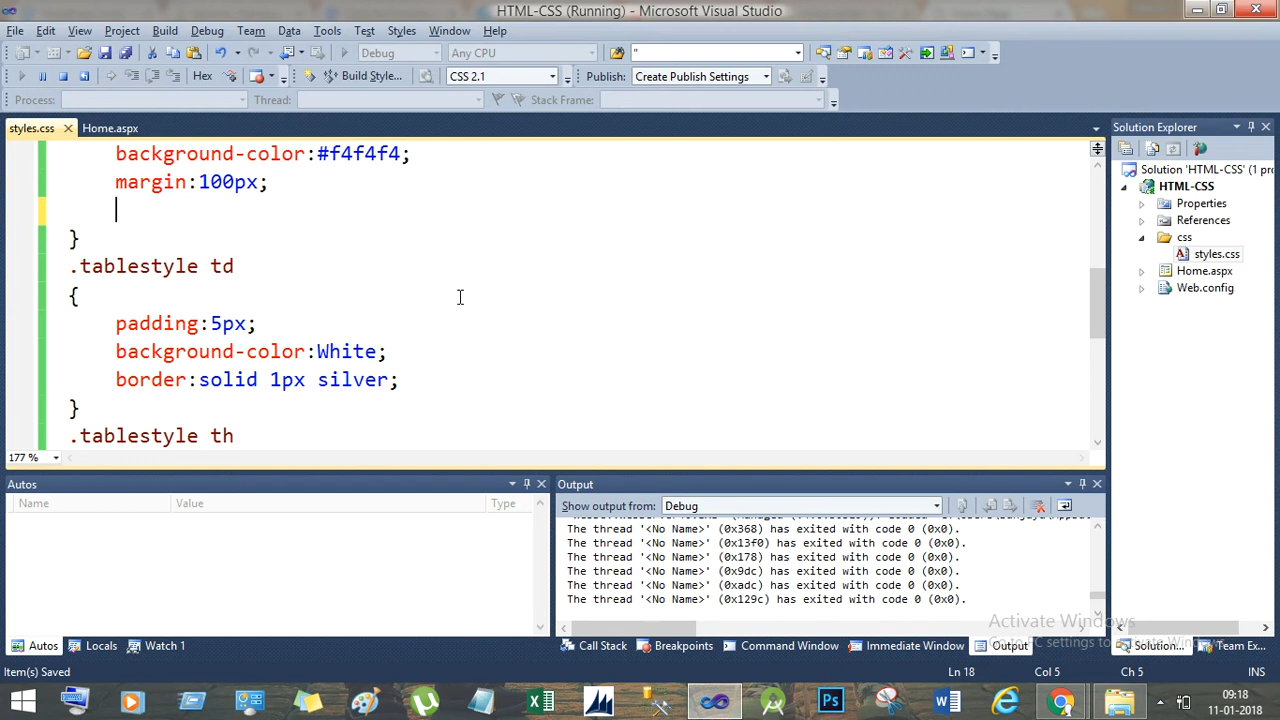 HTML-CSS (Running) - Microsoft Visual Studio
File Edit View Project Build Debug Team Data Tools Test Styles Window Help
Debug Any CPU "
Hex Build Style... CSS 2.1 Publish: Create Publish Settings
Process: Thread: Stack Frame:
styles.css Home.aspx
background-color:#f4f4f4;
margin:100px;
}
.tablestyle td
{
padding:5px;
background-color:White;
border:solid 1px silver;
}
.tablestyle th
177 %
Solution Explorer
Solution 'HTML-CSS' (1 pro
HTML-CSS
Properties
References
css
styles.css
Home.aspx
Web.config
Autos
Name Value Type
Output
Show output from: Debug
The thread '<No Name>' (0x368) has exited with code 0 (0x0).
The thread '<No Name>' (0x13f0) has exited with code 0 (0x0).
The thread '<No Name>' (0x178) has exited with code 0 (0x0).
The thread '<No Name>' (0x9dc) has exited with code 0 (0x0).
The thread '<No Name>' (0xadc) has exited with code 0 (0x0).
The thread '<No Name>' (0x129c) has exited with code 0 (0x0).
Activate Windows
Go to PC settings to Activate Windows.
Autos Locals Watch 1
Call Stack Breakpoints Command Window Immediate Window Output
Solution... Team Ex...
Item(s) Saved Ln 18 Col 5 Ch 5 INS
09:18
11-01-2018